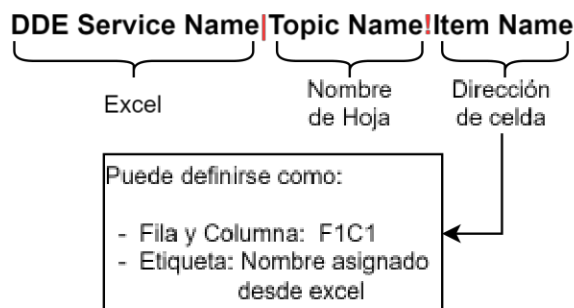 DDE Service Name|Topic Name!Item Name
Excel
Nombre
de Hoja
Dirección
de celda
Puede definirse como:
- Fila y Columna: F1C1
- Etiqueta: Nombre asignado
desde excel